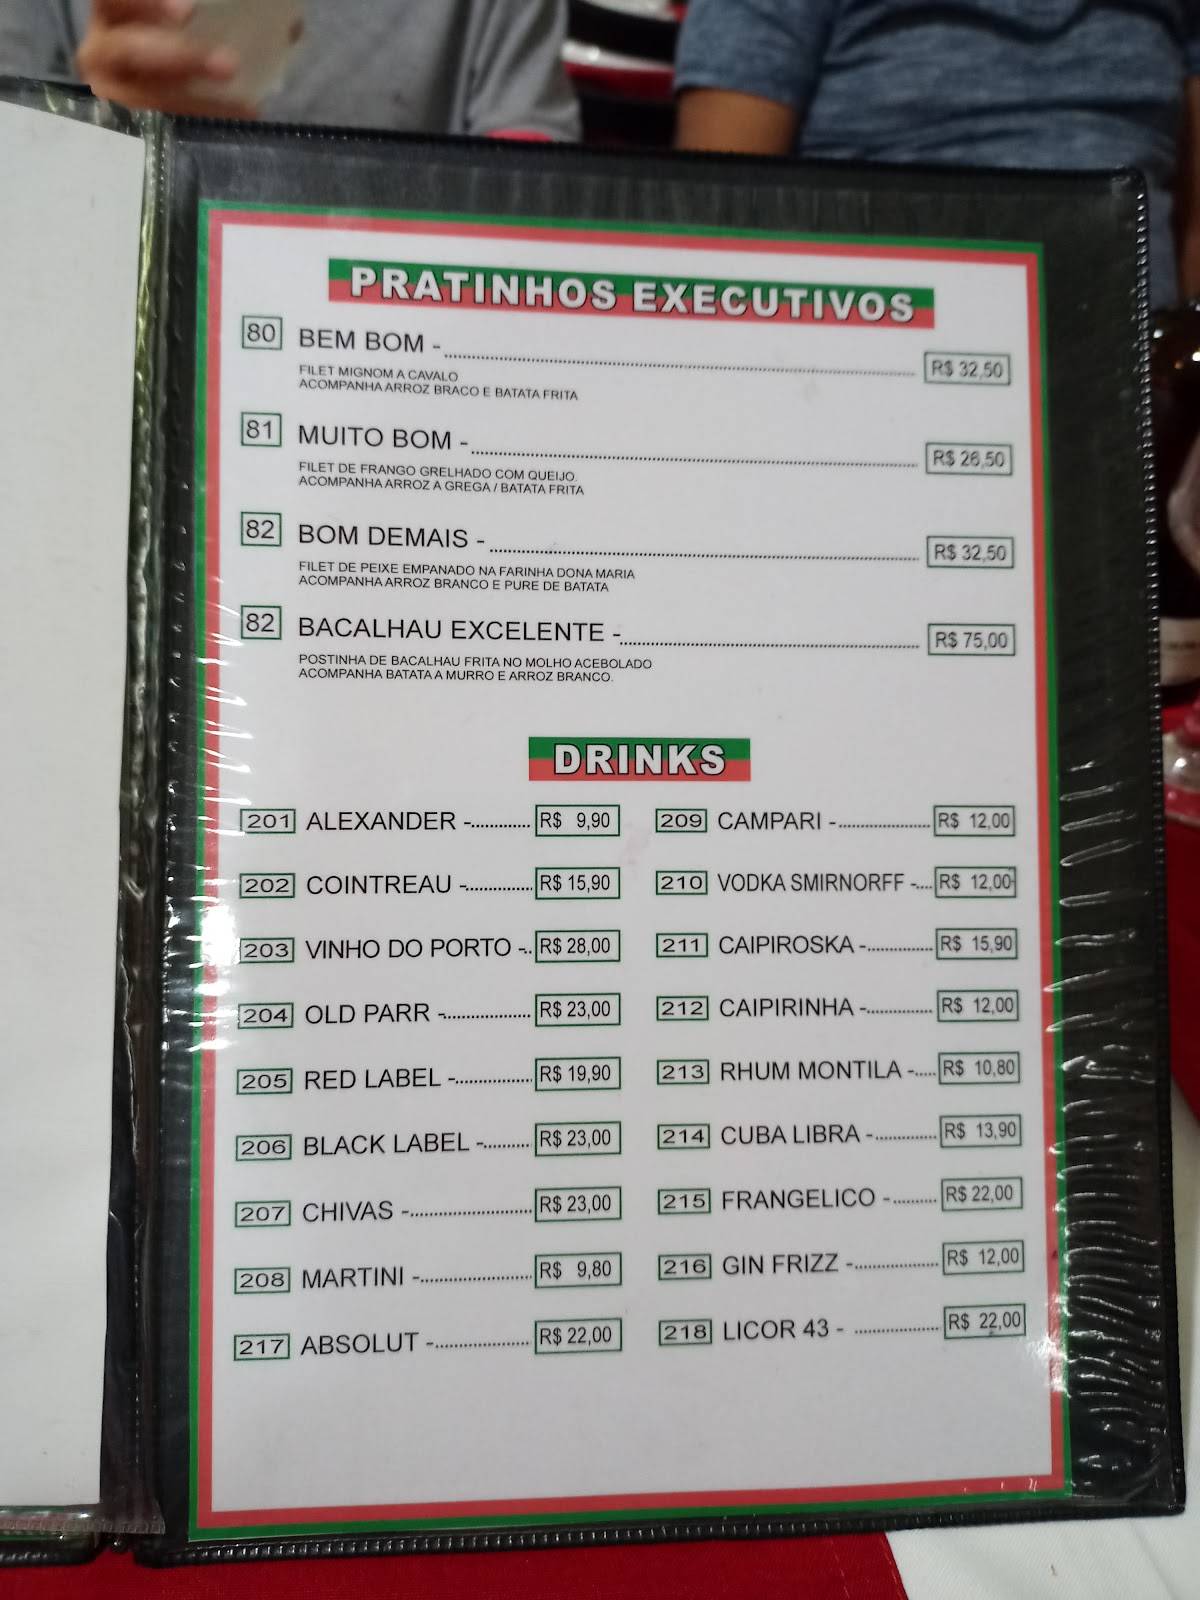 PRATINHOS EXECUTIVOS
80 BEM BOM - R$ 32,50
FILET MIGNOM A CAVALO
ACOMPANHA ARROZ BRACO E BATATA FRITA
81 MUITO BOM - R$ 26,50
FILET DE FRANGO GRELHADO COM QUEIJO.
ACOMPANHA ARROZ A GREGA / BATATA FRITA
82 BOM DEMAIS - R$ 32,50
FILET DE PEIXE EMPANADO NA FARINHA DONA MARIA
ACOMPANHA ARROZ BRANCO E PURE DE BATATA
82 BACALHAU EXCELENTE - R$ 75,00
POSTINHA DE BACALHAU FRITA NO MOLHO ACEBOLADO
ACOMPANHA BATATA A MURRO E ARROZ BRANCO.
DRINKS
201 ALEXANDER - R$ 9,90
202 COINTREAU - R$ 15,90
203 VINHO DO PORTO - R$ 28,00
204 OLD PARR - R$ 23,00
205 RED LABEL - R$ 19,90
206 BLACK LABEL - R$ 23,00
207 CHIVAS - R$ 23,00
208 MARTINI - R$ 9,80
217 ABSOLUT - R$ 22,00
209 CAMPARI - R$ 12,00
210 VODKA SMIRNORFF - R$ 12,00
211 CAIPIROSKA - R$ 15,90
212 CAIPIRINHA - R$ 12,00
213 RHUM MONTILA - R$ 10,80
214 CUBA LIBRA - R$ 13,90
215 FRANGELICO - R$ 22,00
216 GIN FRIZZ - R$ 12,00
218 LICOR 43 - R$ 22,00